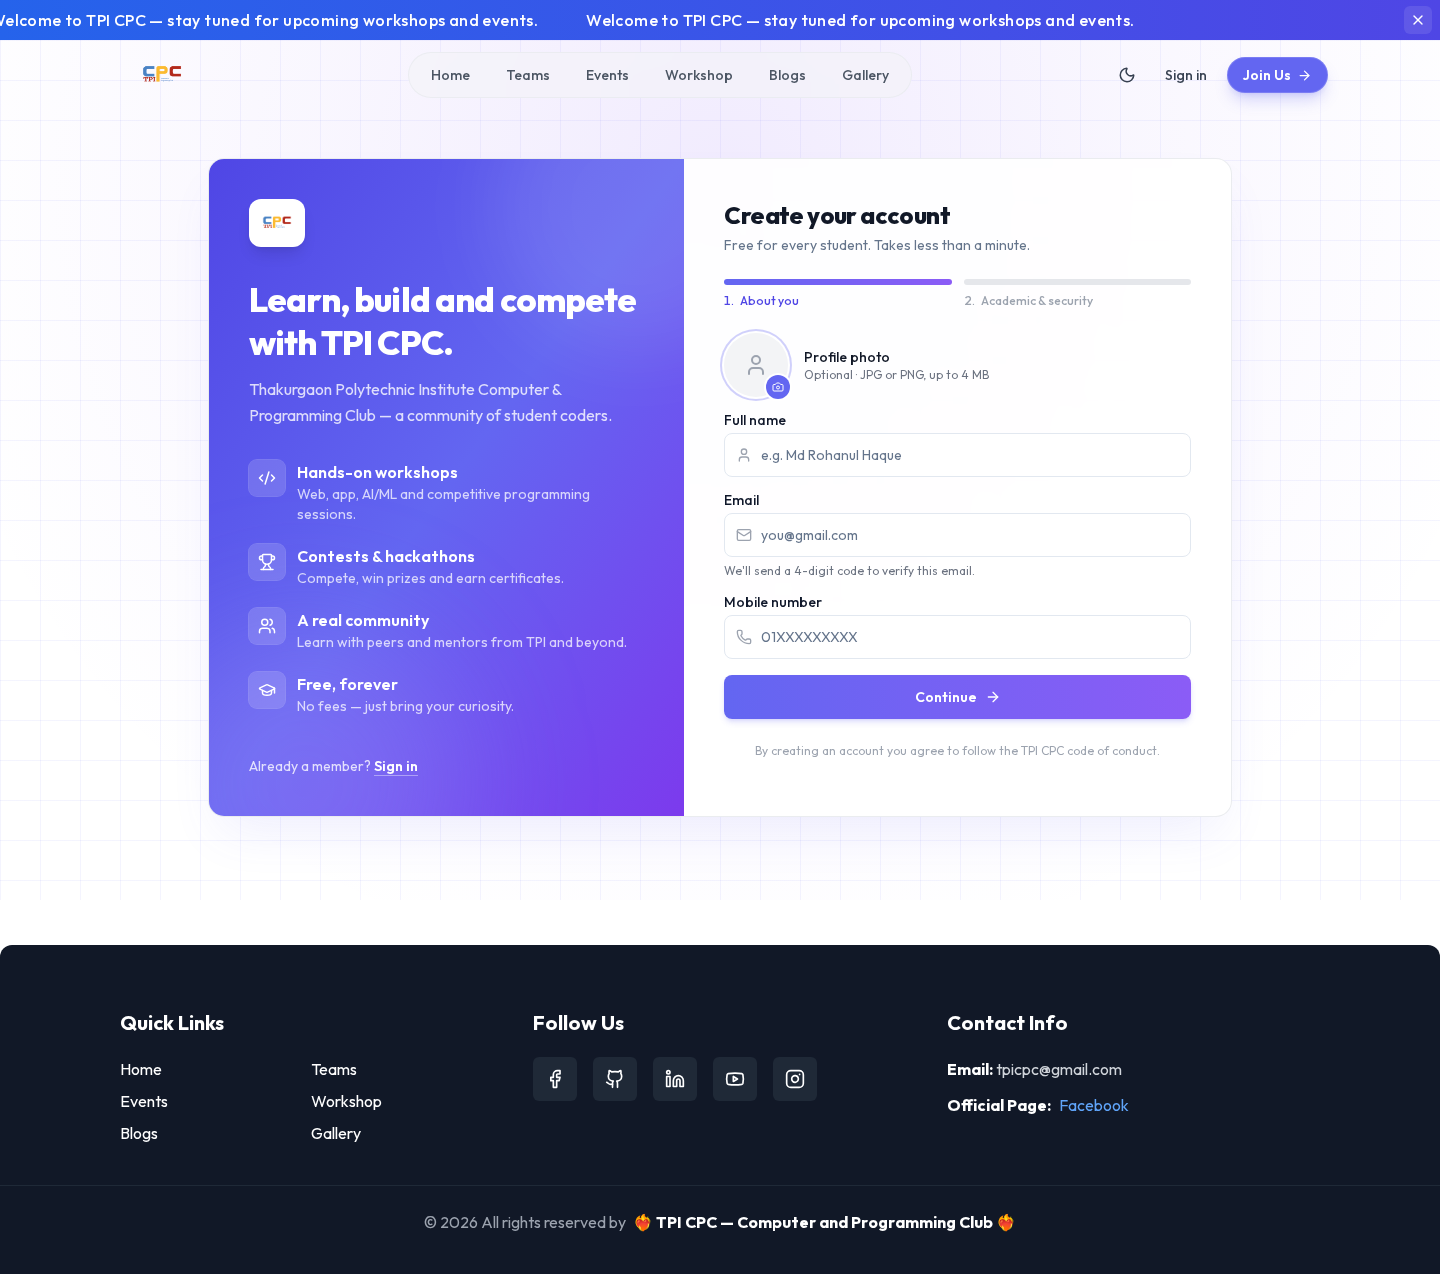 Welcome to TPI CPC — stay tuned for upcoming workshops and events. Welcome to TPI CPC — stay tuned for upcoming workshops and events.
CPC
TPI
Home Teams Events Workshop Blogs Gallery
Sign in Join Us
CPC
TPI
Learn, build and compete
with TPI CPC.
Thakurgaon Polytechnic Institute Computer &
Programming Club — a community of student coders.
Hands-on workshops
Web, app, AI/ML and competitive programming
sessions.
Contests & hackathons
Compete, win prizes and earn certificates.
A real community
Learn with peers and mentors from TPI and beyond.
Free, forever
No fees — just bring your curiosity.
Already a member? Sign in
Create your account
Free for every student. Takes less than a minute.
1. About you
2. Academic & security
Profile photo
Optional · JPG or PNG, up to 4 MB
Full name
e.g. Md Rohanul Haque
Email
you@gmail.com
We'll send a 4-digit code to verify this email.
Mobile number
01XXXXXXXXX
Continue
By creating an account you agree to follow the TPI CPC code of conduct.
Quick Links
Home Teams
Events Workshop
Blogs Gallery
Follow Us
Contact Info
Email: tpicpc@gmail.com
Official Page: Facebook
© 2026 All rights reserved by ❤️‍🔥 TPI CPC — Computer and Programming Club ❤️‍🔥